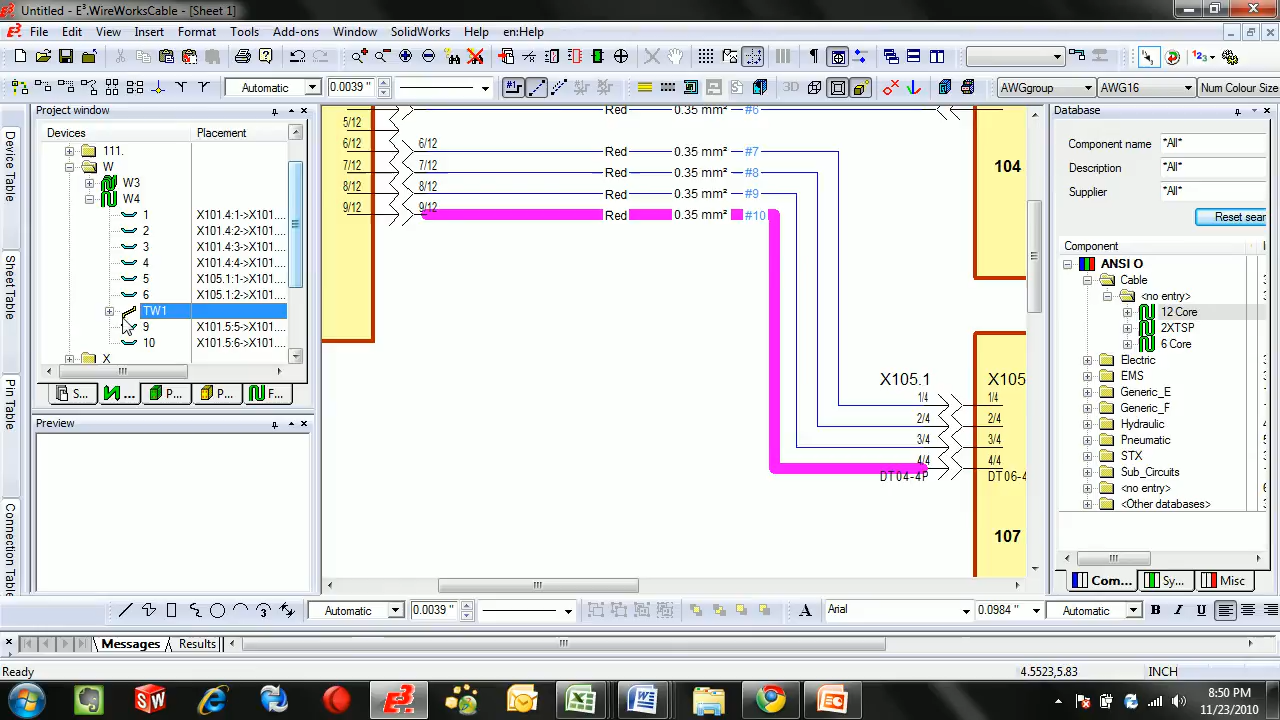 Untitled - E³.WireWorksCable - [Sheet 1]
File Edit View Insert Format Tools Add-ons Window SolidWorks Help en:Help
Automatic 0.0039 " AWGgroup AWG16 Num Colour Size
Device Table
Sheet Table
Pin Table
Connection Table
Project window
Devices Placement
111.
W
W3
W4
1 X101.4:1->X101....
2 X101.4:2->X101....
3 X101.4:3->X101....
4 X101.4:4->X101....
5 X105.1:1->X101....
6 X105.1:2->X101....
TW1
9 X101.5:5->X101....
10 X101.5:6->X101....
X
S... ... P... P... F...
Preview
Red 0.35 mm² #6
5/12
6/12 6/12 Red 0.35 mm² #7
7/12 7/12 Red 0.35 mm² #8
8/12 8/12 Red 0.35 mm² #9
9/12 9/12 Red 0.35 mm² #10
104
X105.1 X105
1/4 1/4
2/4 2/4
3/4 3/4
4/4 4/4
DT04-4P DT06-4
107
Database
Component name *All*
Description *All*
Supplier *All*
Reset sear
Component
ANSI O
Cable
<no entry>
12 Core
2XTSP
6 Core
Electric
EMS
Generic_E
Generic_F
Hydraulic
Pneumatic
STX
Sub_Circuits
<no entry>
<Other databases>
Com... Sy... Misc
Automatic 0.0039 " A Arial 0.0984 " Automatic B I U
Messages Results
Ready 4.5523,5.83 INCH
8:50 PM
11/23/2010